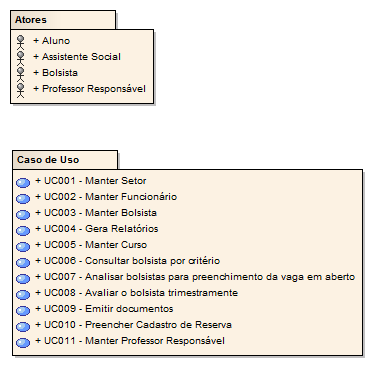 Atores
+ Aluno
+ Assistente Social
+ Bolsista
+ Professor Responsável
Caso de Uso
+ UC001 - Manter Setor
+ UC002 - Manter Funcionário
+ UC003 - Manter Bolsista
+ UC004 - Gera Relatórios
+ UC005 - Manter Curso
+ UC006 - Consultar bolsista por critério
+ UC007 - Analisar bolsistas para preenchimento da vaga em aberto
+ UC008 - Avaliar o bolsista trimestramente
+ UC009 - Emitir documentos
+ UC010 - Preencher Cadastro de Reserva
+ UC011 - Manter Professor Responsável